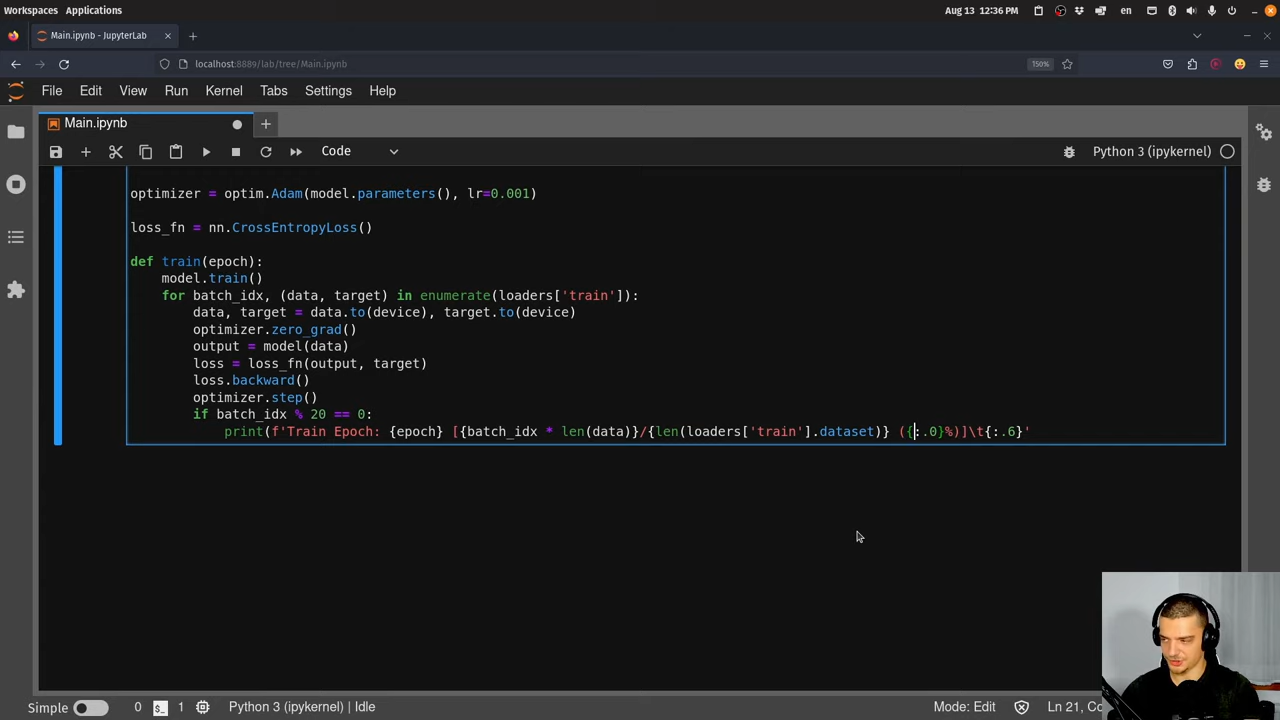 Workspaces Applications Aug 13 12:36 PM en
Main.ipynb - JupyterLab
localhost:8889/lab/tree/Main.ipynb 150%
File Edit View Run Kernel Tabs Settings Help
Main.ipynb
Code Python 3 (ipykernel)
optimizer = optim.Adam(model.parameters(), lr=0.001)
loss_fn = nn.CrossEntropyLoss()
def train(epoch):
    model.train()
    for batch_idx, (data, target) in enumerate(loaders['train']):
        data, target = data.to(device), target.to(device)
        optimizer.zero_grad()
        output = model(data)
        loss = loss_fn(output, target)
        loss.backward()
        optimizer.step()
        if batch_idx % 20 == 0:
            print(f'Train Epoch: {epoch} [{batch_idx * len(data)}/{len(loaders['train'].dataset)} ({:.0}%)]\t{:.6}'
Simple 0 $_ 1 Python 3 (ipykernel) | Idle Mode: Edit Ln 21, Co